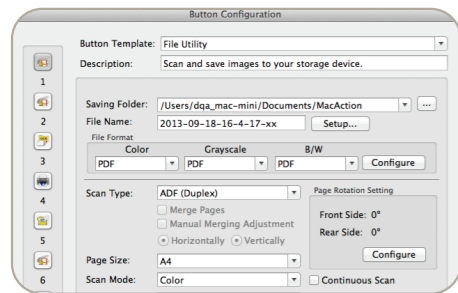 Button Configuration
Button Template: File Utility
Description: Scan and save images to your storage device.
1
Saving Folder: /Users/dqa_mac-mini/Documents/MacAction ...
2
File Name: 2013-09-18-16-4-17-xx Setup...
File Format
Color Grayscale B/W
3
PDF PDF PDF Configure
Scan Type: ADF (Duplex) Page Rotation Setting
4
Merge Pages
Front Side: 0°
Manual Merging Adjustment
Rear Side: 0°
5
Horizontally Vertically
Configure
Page Size: A4
6
Scan Mode: Color Continuous Scan